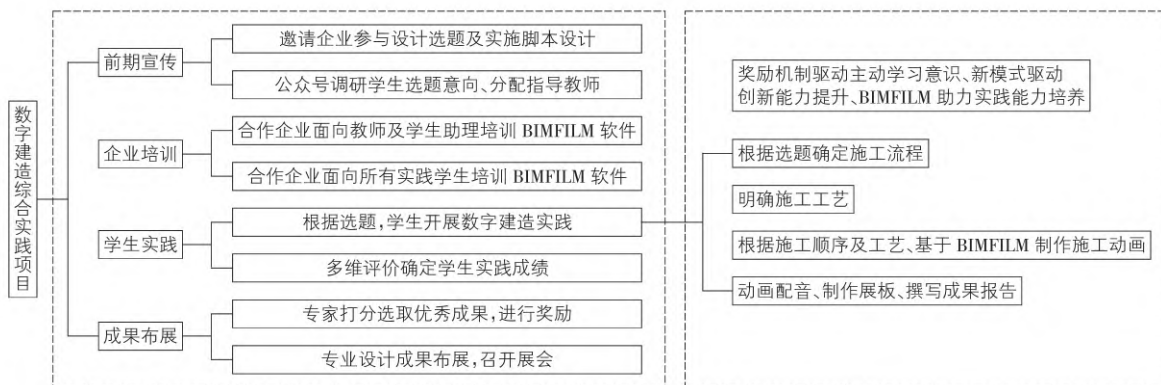 数字建造综合实践项目
前期宣传
邀请企业参与设计选题及实施脚本设计
公众号调研学生选题意向、分配指导教师
企业培训
合作企业面向教师及学生助理培训 BIMFILM 软件
合作企业面向所有实践学生培训 BIMFILM 软件
学生实践
根据选题,学生开展数字建造实践
多维评价确定学生实践成绩
成果布展
专家打分选取优秀成果,进行奖励
专业设计成果布展,召开展会
奖励机制驱动主动学习意识、新模式驱动
创新能力提升、BIMFILM 助力实践能力培养
根据选题确定施工流程
明确施工工艺
根据施工顺序及工艺、基于 BIMFILM 制作施工动画
动画配音、制作展板、撰写成果报告